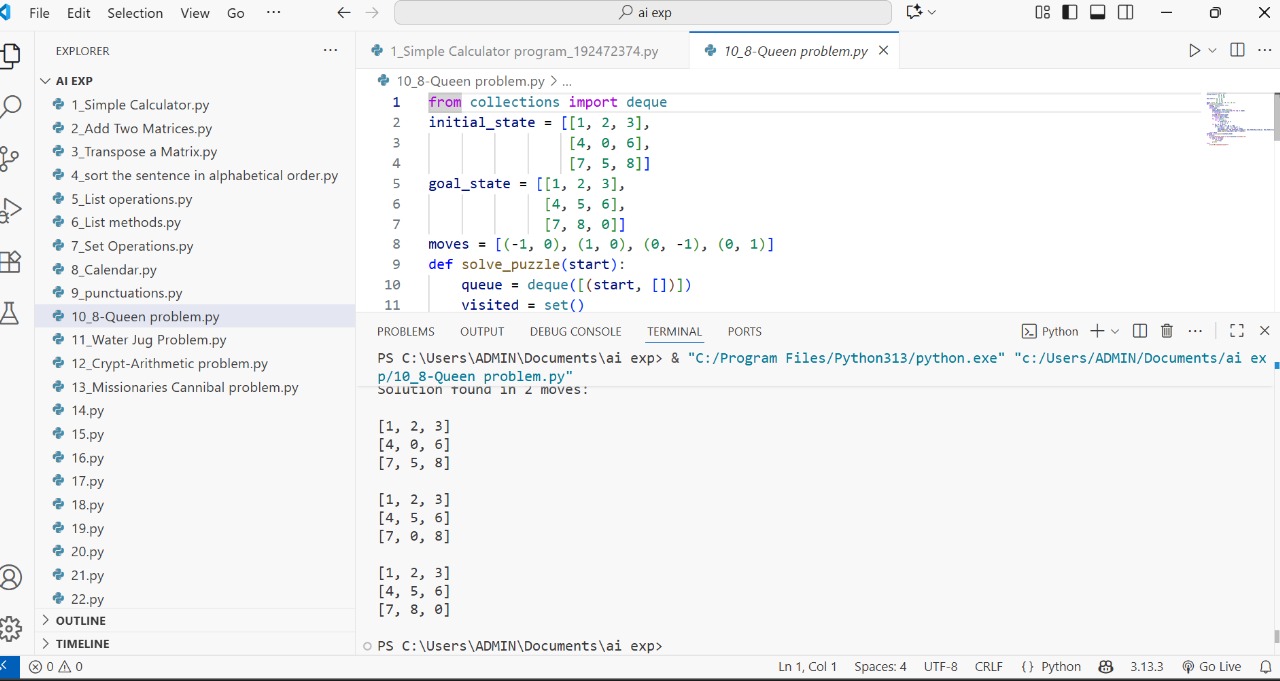 File Edit Selection View Go ··· ai exp
EXPLORER ···
AI EXP
1_Simple Calculator.py
2_Add Two Matrices.py
3_Transpose a Matrix.py
4_sort the sentence in alphabetical order.py
5_List operations.py
6_List methods.py
7_Set Operations.py
8_Calendar.py
9_punctuations.py
10_8-Queen problem.py
11_Water Jug Problem.py
12_Crypt-Arithmetic problem.py
13_Missionaries Cannibal problem.py
14.py
15.py
16.py
17.py
18.py
19.py
20.py
21.py
22.py
OUTLINE
TIMELINE
1_Simple Calculator program_192472374.py 10_8-Queen problem.py
10_8-Queen problem.py > ...
1 from collections import deque
2 initial_state = [[1, 2, 3],
3 [4, 0, 6],
4 [7, 5, 8]]
5 goal_state = [[1, 2, 3],
6 [4, 5, 6],
7 [7, 8, 0]]
8 moves = [(-1, 0), (1, 0), (0, -1), (0, 1)]
9 def solve_puzzle(start):
10 queue = deque([(start, [])])
11 visited = set()
PROBLEMS OUTPUT DEBUG CONSOLE TERMINAL PORTS Python ···
PS C:\Users\ADMIN\Documents\ai exp> & "C:/Program Files/Python313/python.exe" "c:/Users/ADMIN/Documents/ai ex
p/10_8-Queen problem.py"
Solution found in 2 moves:
[1, 2, 3]
[4, 0, 6]
[7, 5, 8]
[1, 2, 3]
[4, 5, 6]
[7, 0, 8]
[1, 2, 3]
[4, 5, 6]
[7, 8, 0]
PS C:\Users\ADMIN\Documents\ai exp>
0 0 Ln 1, Col 1 Spaces: 4 UTF-8 CRLF {} Python 3.13.3 Go Live